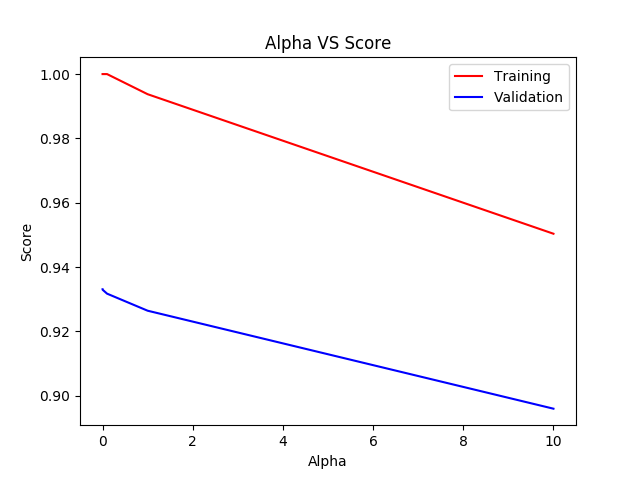 Alpha VS Score
Training
Validation
1.00
0.98
0.96
0.94
0.92
0.90
Score
0 2 4 6 8 10
Alpha